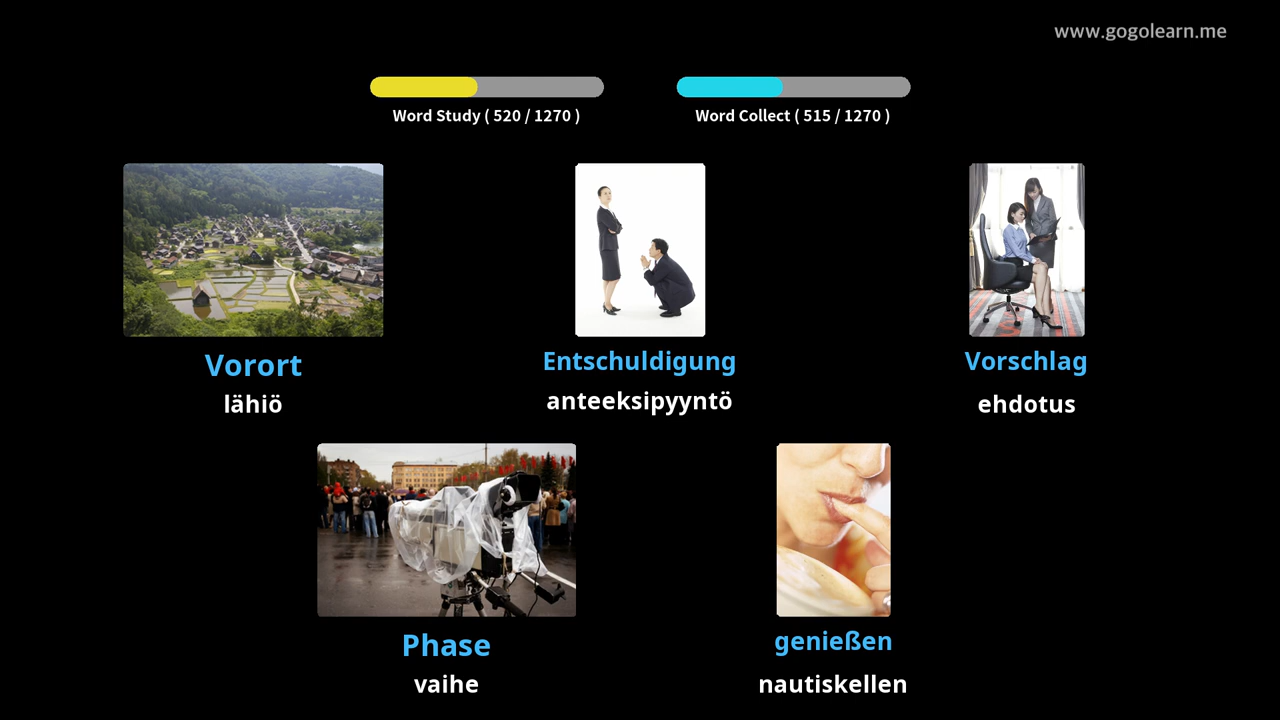 www.gogolearn.me
Word Study ( 520 / 1270 )
Word Collect ( 515 / 1270 )
Vorort
lähiö
Entschuldigung
anteeksipyyntö
Vorschlag
ehdotus
Phase
vaihe
genießen
nautiskellen